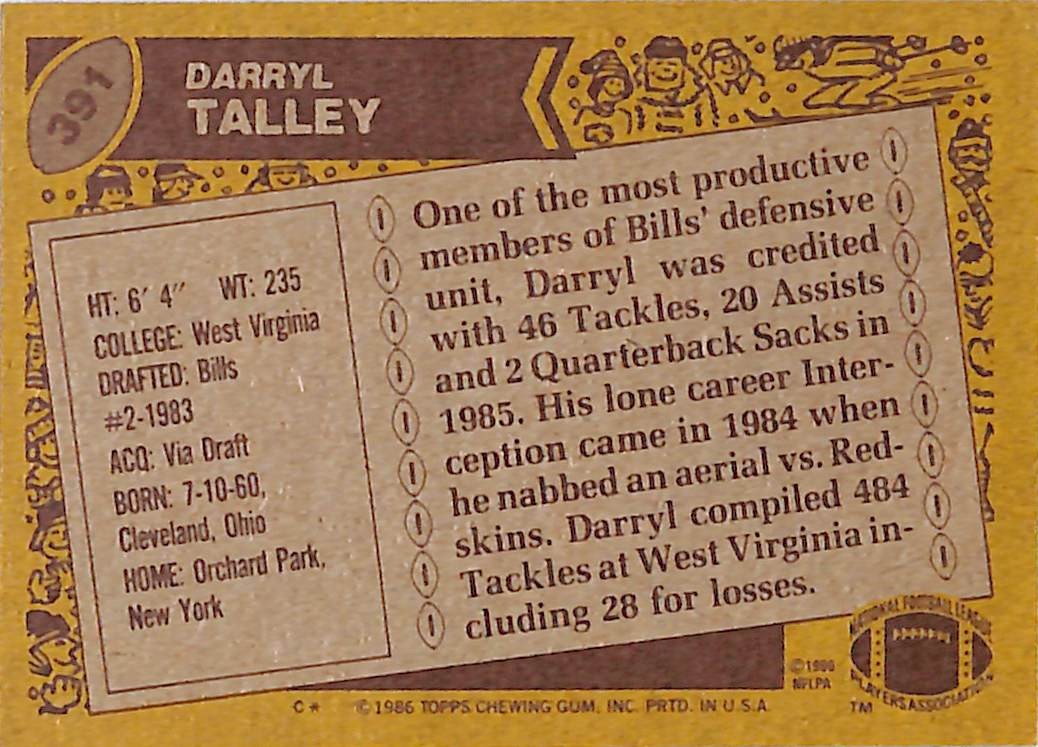 391
DARRYL
TALLEY
HT: 6' 4" WT: 235
COLLEGE: West Virginia
DRAFTED: Bills
#2-1983
ACQ: Via Draft
BORN: 7-10-60,
Cleveland, Ohio
HOME: Orchard Park,
New York
One of the most productive
members of Bills' defensive
unit, Darryl was credited
with 46 Tackles, 20 Assists
and 2 Quarterback Sacks in
1985. His lone career Inter-
ception came in 1984 when
he nabbed an aerial vs. Red-
skins. Darryl compiled 484
Tackles at West Virginia in-
cluding 28 for losses.
©1986
NFLPA
NATIONAL FOOTBALL LEAGUE
PLAYERS ASSOCIATION
TM
C* ©1986 TOPPS CHEWING GUM, INC. PRTD. IN U.S.A.